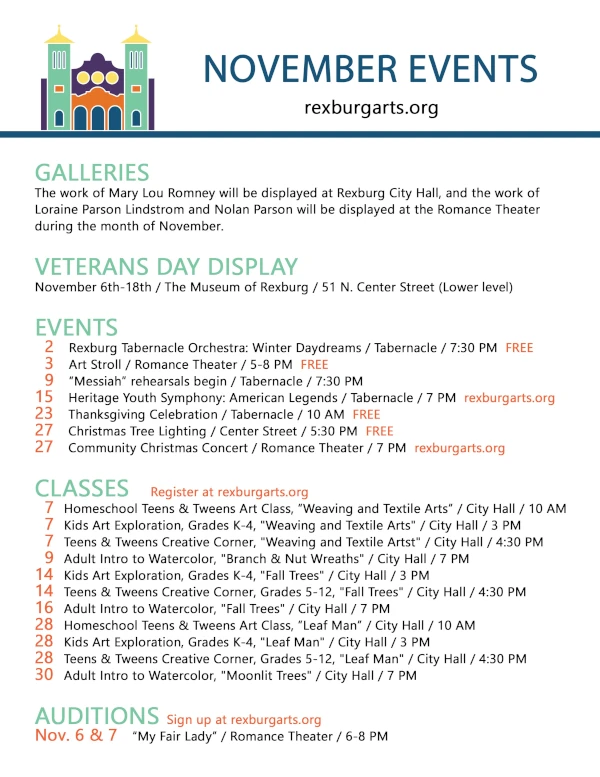 NOVEMBER EVENTS
rexburgarts.org
GALLERIES
The work of Mary Lou Romney will be displayed at Rexburg City Hall, and the work of
Loraine Parson Lindstrom and Nolan Parson will be displayed at the Romance Theater
during the month of November.
VETERANS DAY DISPLAY
November 6th-18th / The Museum of Rexburg / 51 N. Center Street (Lower level)
EVENTS
2 Rexburg Tabernacle Orchestra: Winter Daydreams / Tabernacle / 7:30 PM FREE
3 Art Stroll / Romance Theater / 5-8 PM FREE
9 “Messiah” rehearsals begin / Tabernacle / 7:30 PM
15 Heritage Youth Symphony: American Legends / Tabernacle / 7 PM rexburgarts.org
23 Thanksgiving Celebration / Tabernacle / 10 AM FREE
27 Christmas Tree Lighting / Center Street / 5:30 PM FREE
27 Community Christmas Concert / Romance Theater / 7 PM rexburgarts.org
CLASSES Register at rexburgarts.org
7 Homeschool Teens & Tweens Art Class, “Weaving and Textile Arts” / City Hall / 10 AM
7 Kids Art Exploration, Grades K-4, "Weaving and Textile Arts" / City Hall / 3 PM
7 Teens & Tweens Creative Corner, "Weaving and Textile Artst" / City Hall / 4:30 PM
9 Adult Intro to Watercolor, "Branch & Nut Wreaths" / City Hall / 7 PM
14 Kids Art Exploration, Grades K-4, "Fall Trees" / City Hall / 3 PM
14 Teens & Tweens Creative Corner, Grades 5-12, "Fall Trees" / City Hall / 4:30 PM
16 Adult Intro to Watercolor, "Fall Trees" / City Hall / 7 PM
28 Homeschool Teens & Tweens Art Class, “Leaf Man” / City Hall / 10 AM
28 Kids Art Exploration, Grades K-4, "Leaf Man" / City Hall / 3 PM
28 Teens & Tweens Creative Corner, Grades 5-12, "Leaf Man" / City Hall / 4:30 PM
30 Adult Intro to Watercolor, "Moonlit Trees" / City Hall / 7 PM
AUDITIONS Sign up at rexburgarts.org
Nov. 6 & 7 “My Fair Lady” / Romance Theater / 6-8 PM